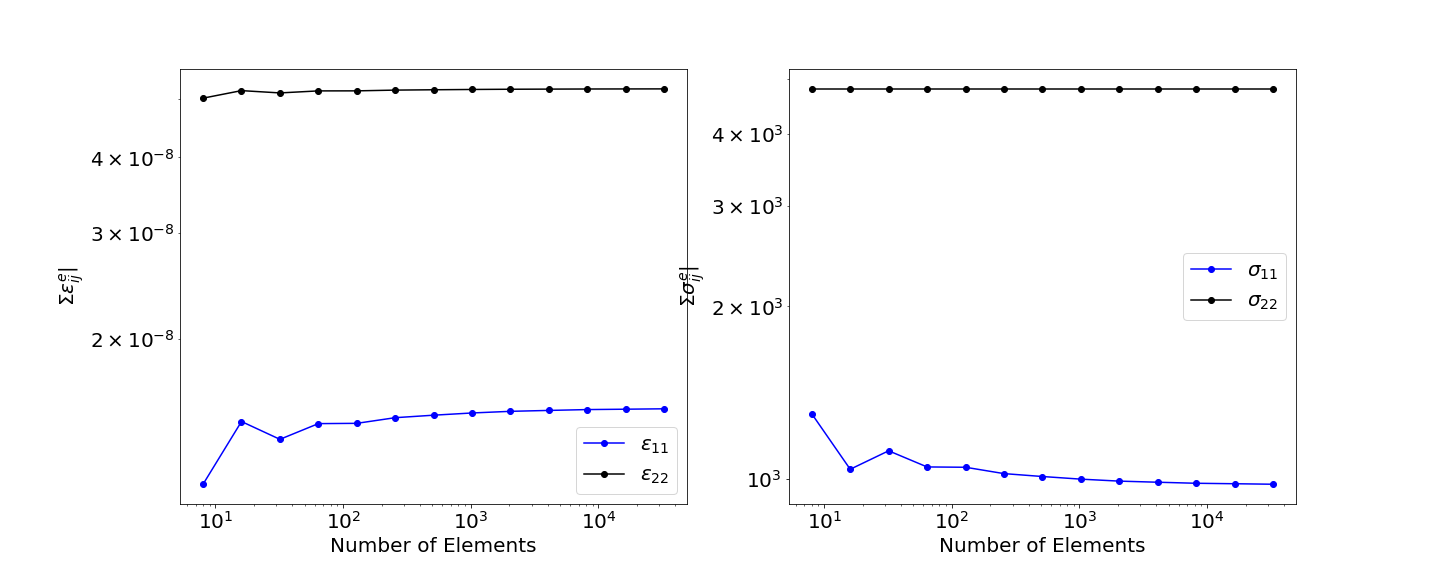 4 × 10⁻⁸
3 × 10⁻⁸
2 × 10⁻⁸
Σε^e_ij|
10¹ 10² 10³ 10⁴
Number of Elements
ε₁₁
ε₂₂
4 × 10³
3 × 10³
2 × 10³
10³
Σσ^e_ij|
10¹ 10² 10³ 10⁴
Number of Elements
σ₁₁
σ₂₂